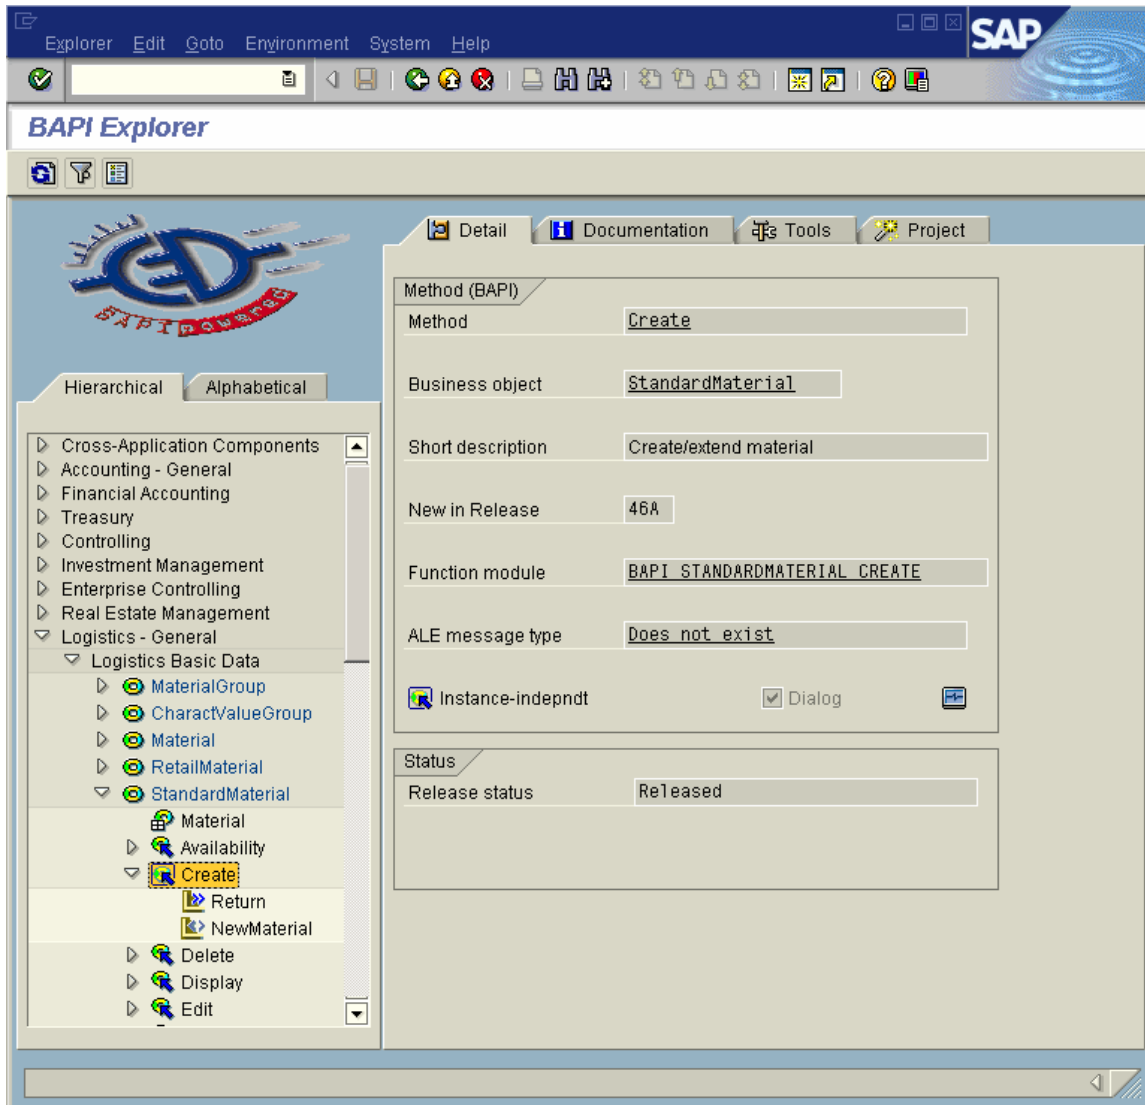 SAP
Explorer Edit Goto Environment System Help
BAPI Explorer
BAPI powered
Detail Documentation Tools Project
Hierarchical Alphabetical
Cross-Application Components
Accounting - General
Financial Accounting
Treasury
Controlling
Investment Management
Enterprise Controlling
Real Estate Management
Logistics - General
Logistics Basic Data
MaterialGroup
CharactValueGroup
Material
RetailMaterial
StandardMaterial
Material
Availability
Create
Return
NewMaterial
Delete
Display
Edit
Method (BAPI)
Method Create
Business object StandardMaterial
Short description Create/extend material
New in Release 46A
Function module BAPI_STANDARDMATERIAL_CREATE
ALE message type Does not exist
Instance-indepndt Dialog
Status
Release status Released